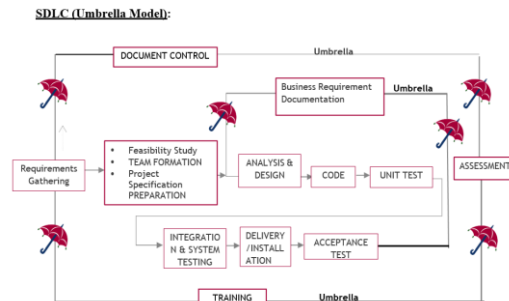 SDLC (Umbrella Model):
DOCUMENT CONTROL
Umbrella
Business Requirement
Documentation
Umbrella
• Feasibility Study
• TEAM FORMATION
• Project
Specification
PREPARATION
Requirements
Gathering
ANALYSIS &
DESIGN
CODE
UNIT TEST
ASSESSMENT
INTEGRATIO
N & SYSTEM
TESTING
DELIVERY
/INSTALL
ATION
ACCEPTANCE
TEST
TRAINING
Umbrella